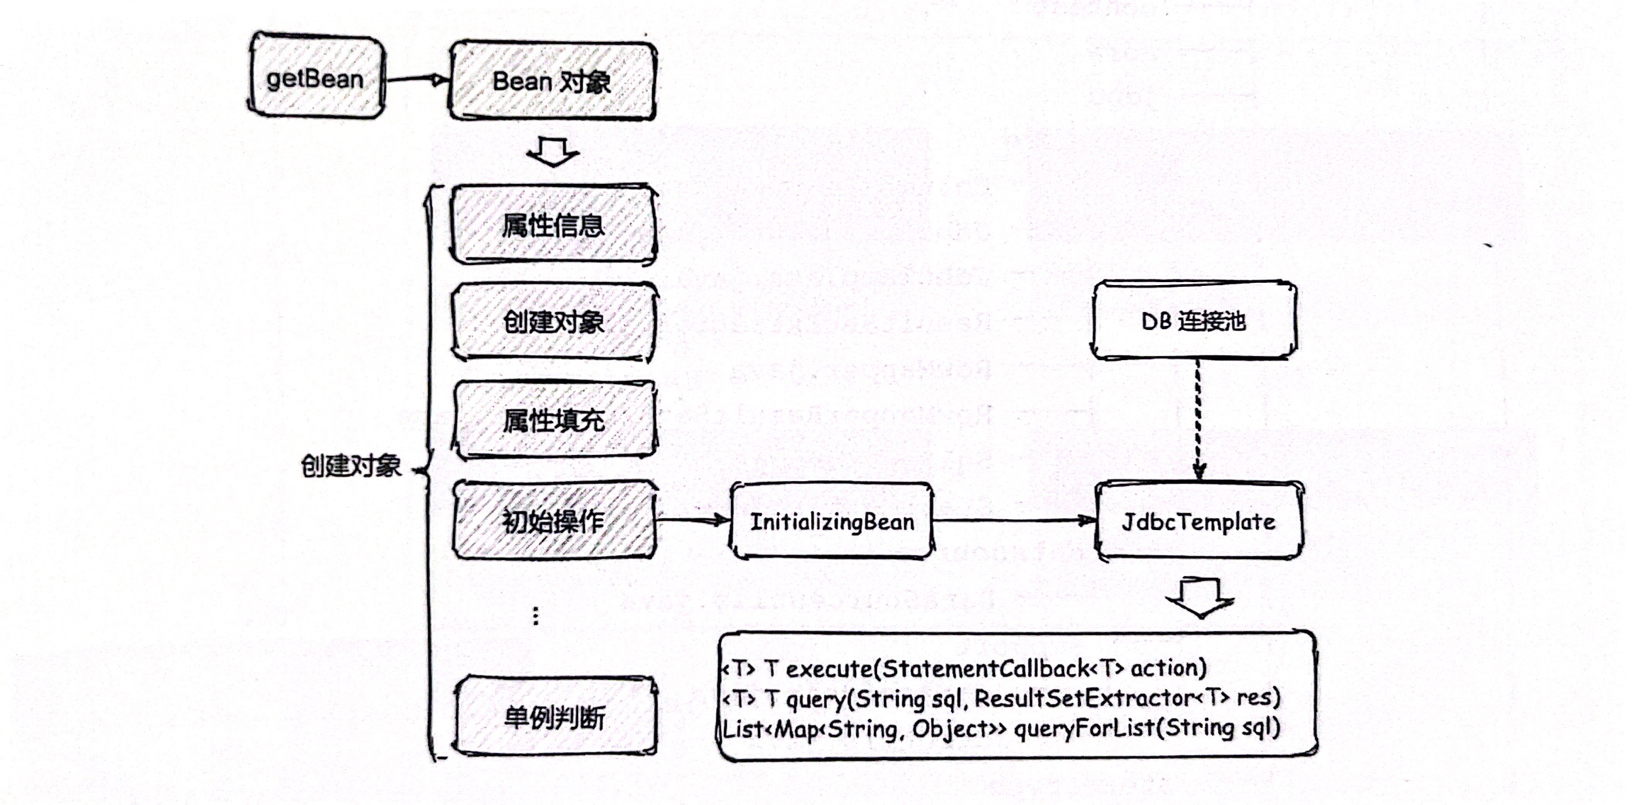 getBean
Bean 对象
属性信息
创建对象
属性填充
创建对象
初始操作
InitializingBean
DB 连接池
JdbcTemplate
⋮
单例判断
<T> T execute(StatementCallback<T> action)
<T> T query(String sql, ResultSetExtractor<T> res)
List<Map<String, Object>> queryForList(String sql)